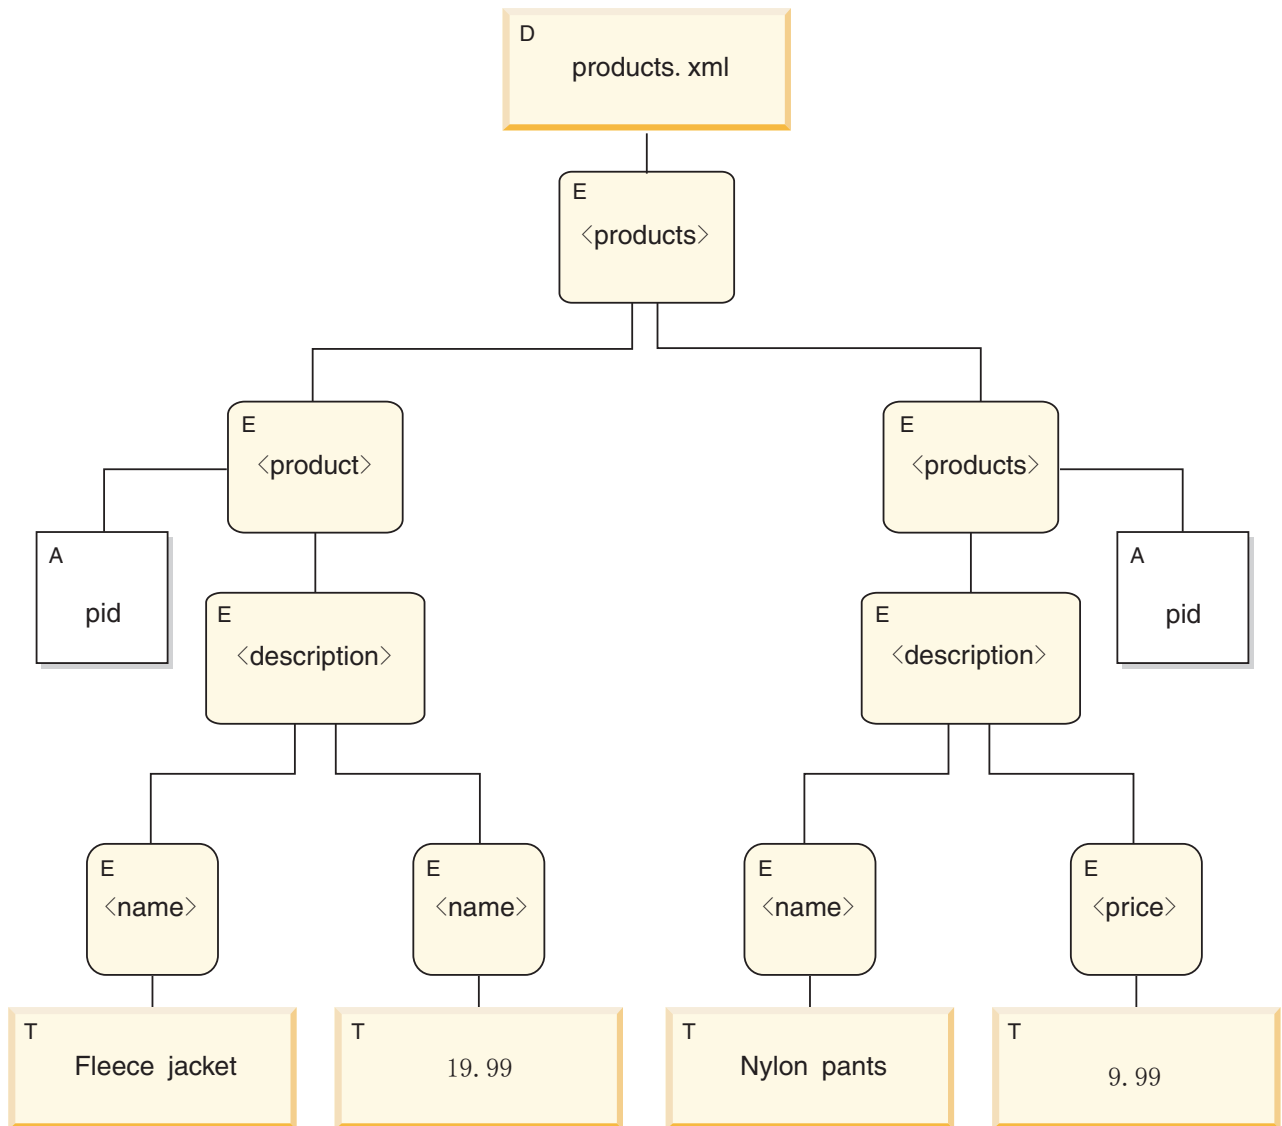 D
products. xml
E
<products>
E
<product>
E
<products>
A
pid
A
pid
E
<description>
E
<description>
E
<name>
E
<name>
E
<name>
E
<price>
T
Fleece jacket
T
19. 99
T
Nylon pants
T
9. 99